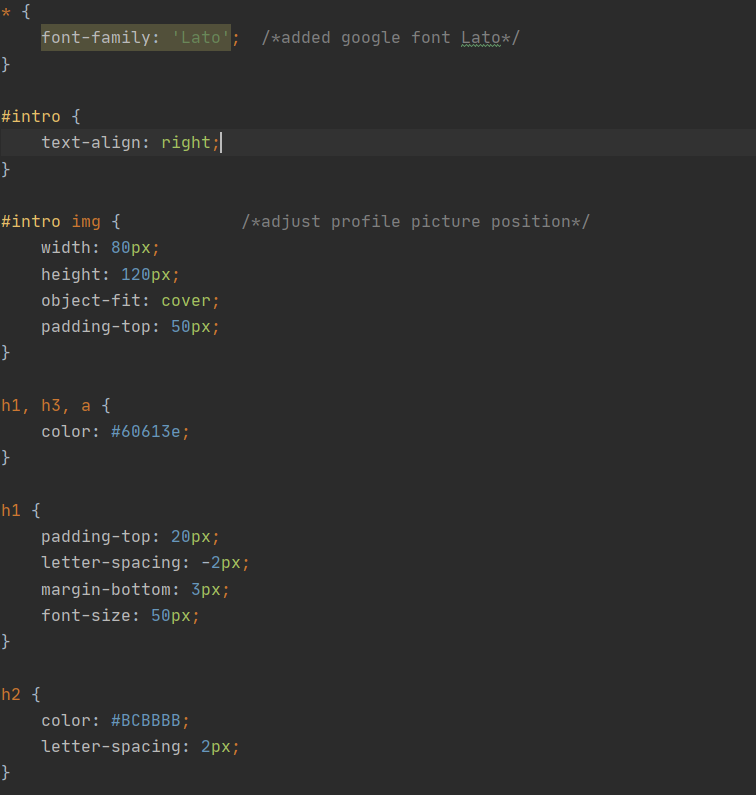 * {
    font-family: 'Lato';  /*added google font Lato*/
}

#intro {
    text-align: right;
}

#intro img {            /*adjust profile picture position*/
    width: 80px;
    height: 120px;
    object-fit: cover;
    padding-top: 50px;
}

h1, h3, a {
    color: #60613e;
}

h1 {
    padding-top: 20px;
    letter-spacing: -2px;
    margin-bottom: 3px;
    font-size: 50px;
}

h2 {
    color: #BCBBBB;
    letter-spacing: 2px;
}